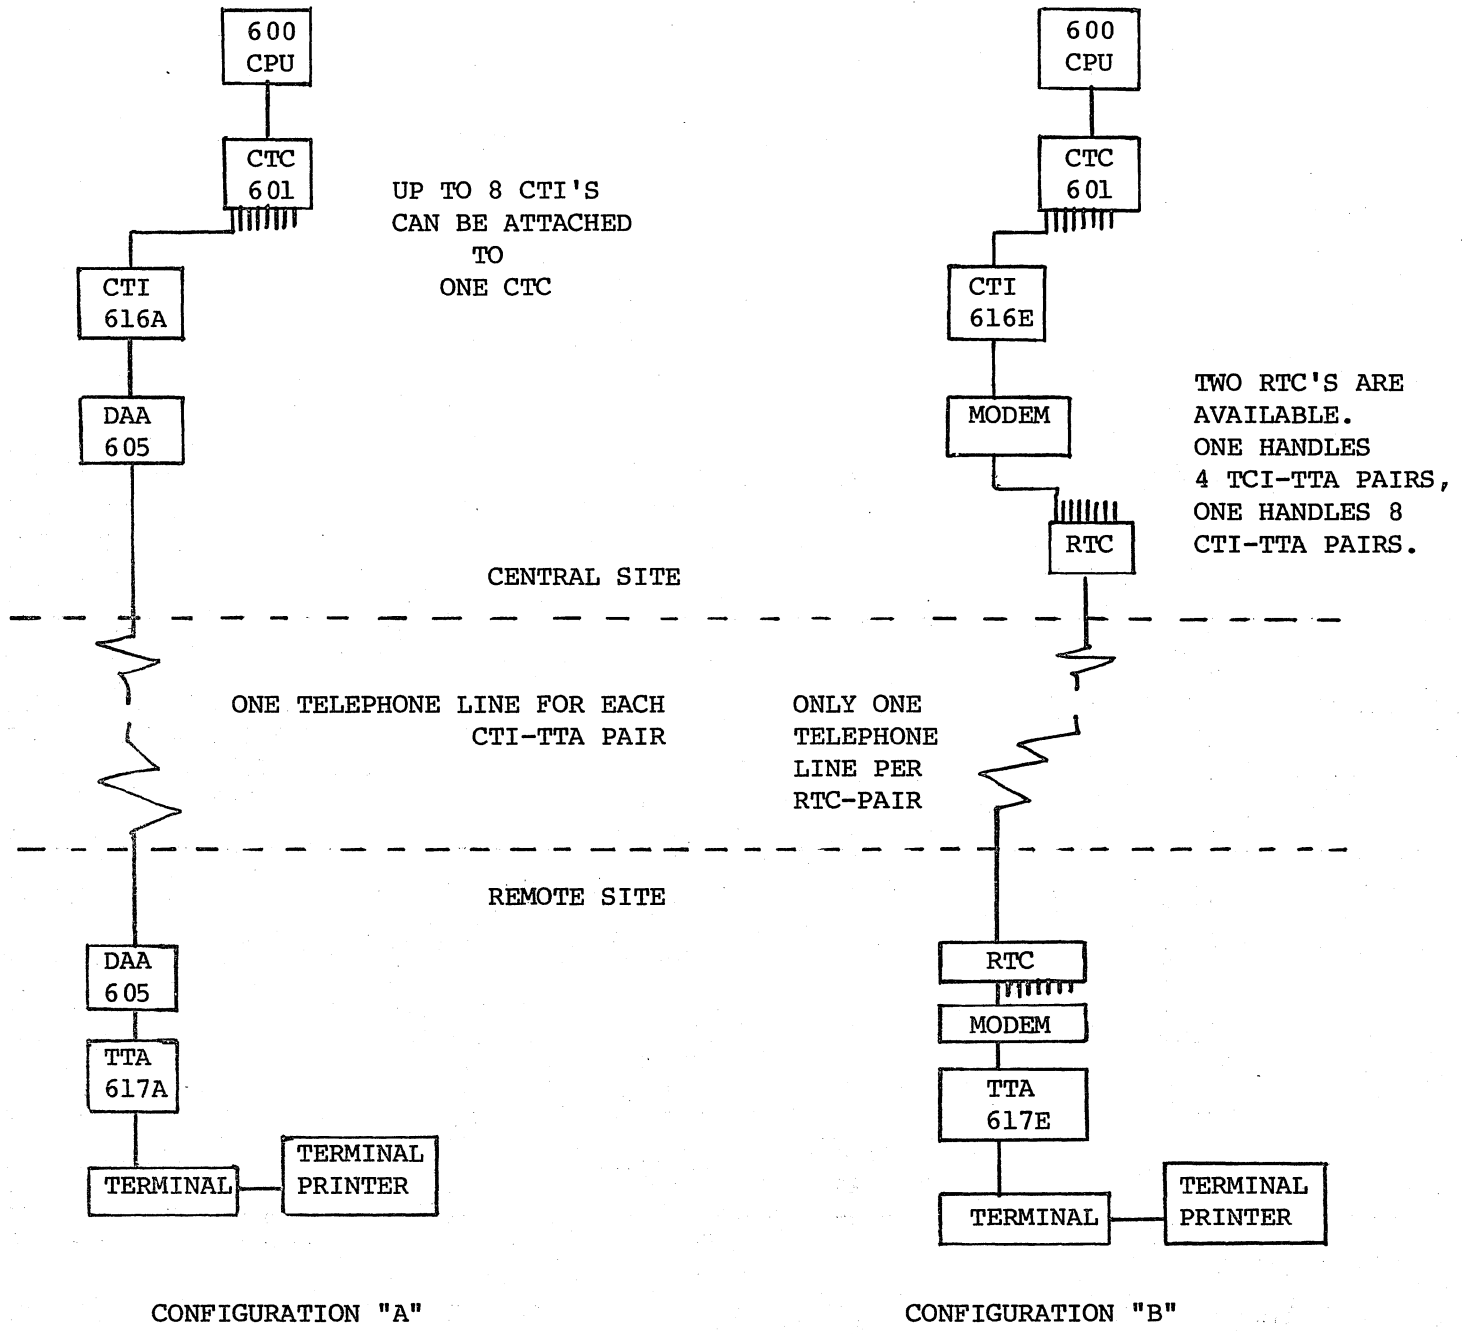 600
CPU
CTC
601
UP TO 8 CTI'S
CAN BE ATTACHED
TO
ONE CTC
CTI
616A
DAA
605
CENTRAL SITE
ONE TELEPHONE LINE FOR EACH
CTI-TTA PAIR
REMOTE SITE
DAA
605
TTA
617A
TERMINAL
TERMINAL
PRINTER
CONFIGURATION "A"
600
CPU
CTC
601
CTI
616E
MODEM
TWO RTC'S ARE
AVAILABLE.
ONE HANDLES
4 TCI-TTA PAIRS,
ONE HANDLES 8
CTI-TTA PAIRS.
RTC
ONLY ONE
TELEPHONE
LINE PER
RTC-PAIR
RTC
MODEM
TTA
617E
TERMINAL
TERMINAL
PRINTER
CONFIGURATION "B"